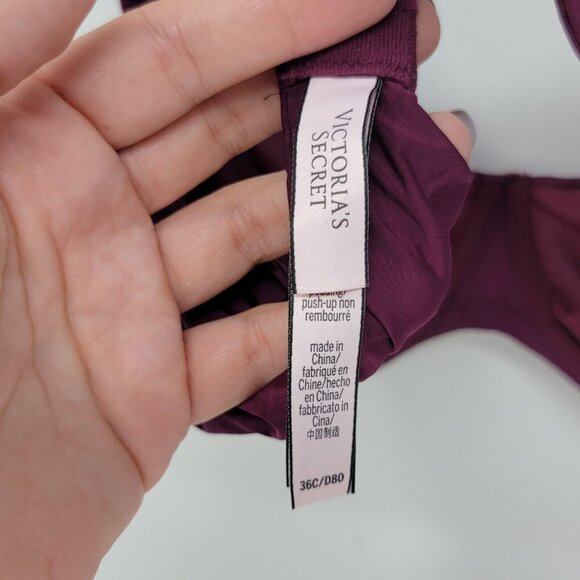 VICTORIA'S
SECRET
padding/
push-up non
rembourré
made in
China/
fabriqué en
Chine/hecho
en China/
fabbricato in
Cina/
中国制造
36C/D80